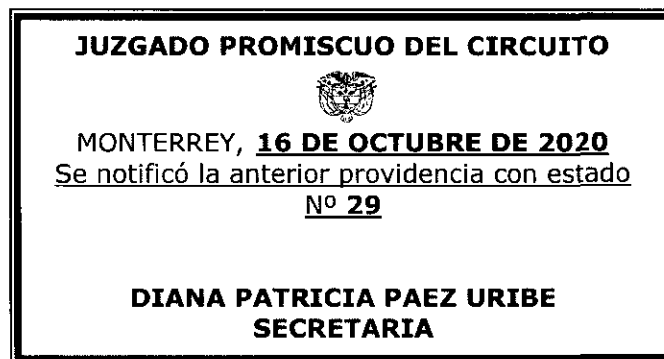 JUZGADO PROMISCUO DEL CIRCUITO
MONTERREY, 16 DE OCTUBRE DE 2020
Se notificó la anterior providencia con estado
Nº 29
DIANA PATRICIA PAEZ URIBE
SECRETARIA